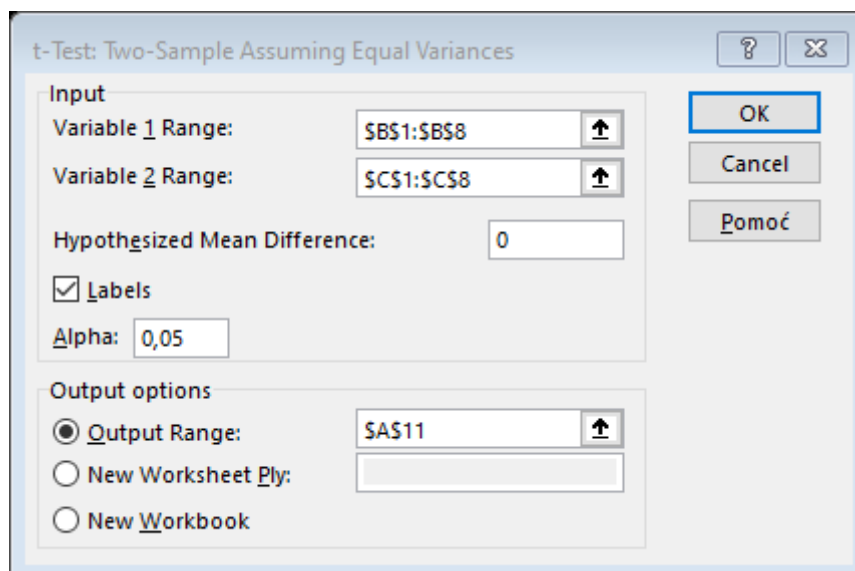 t-Test: Two-Sample Assuming Equal Variances
Input
Variable 1 Range: $B$1:$B$8
Variable 2 Range: $C$1:$C$8
Hypothesized Mean Difference: 0
Labels
Alpha: 0,05
OK
Cancel
Pomoć
Output options
Output Range: $A$11
New Worksheet Ply:
New Workbook